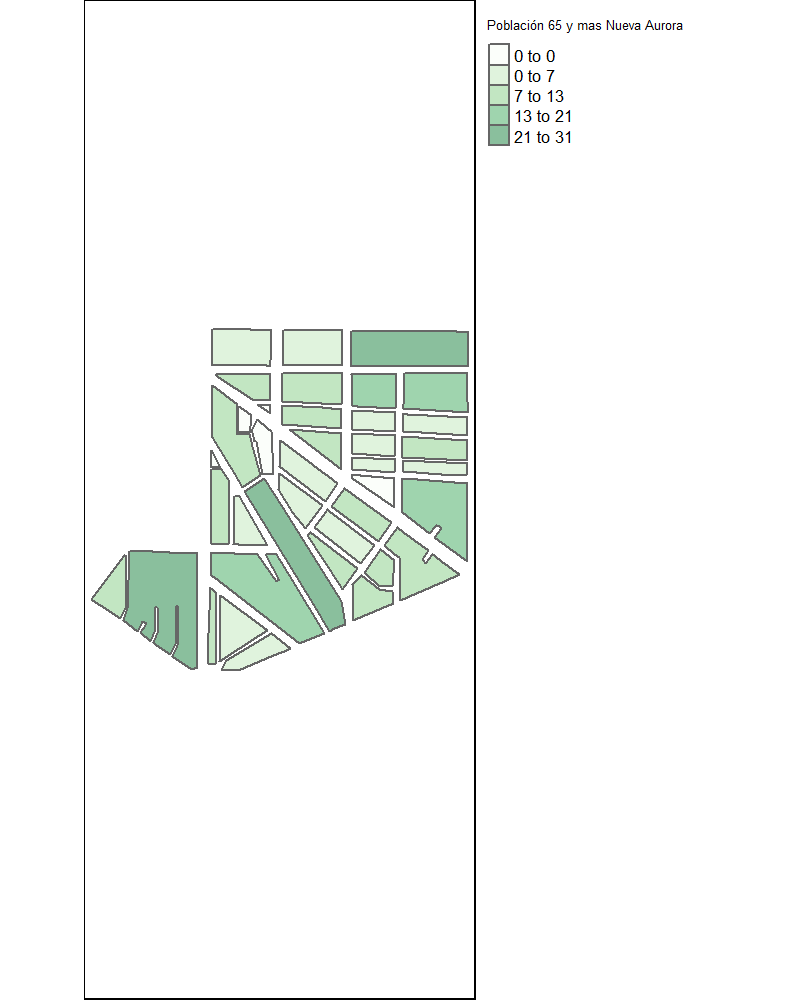 Población 65 y mas Nueva Aurora
0 to 0
0 to 7
7 to 13
13 to 21
21 to 31